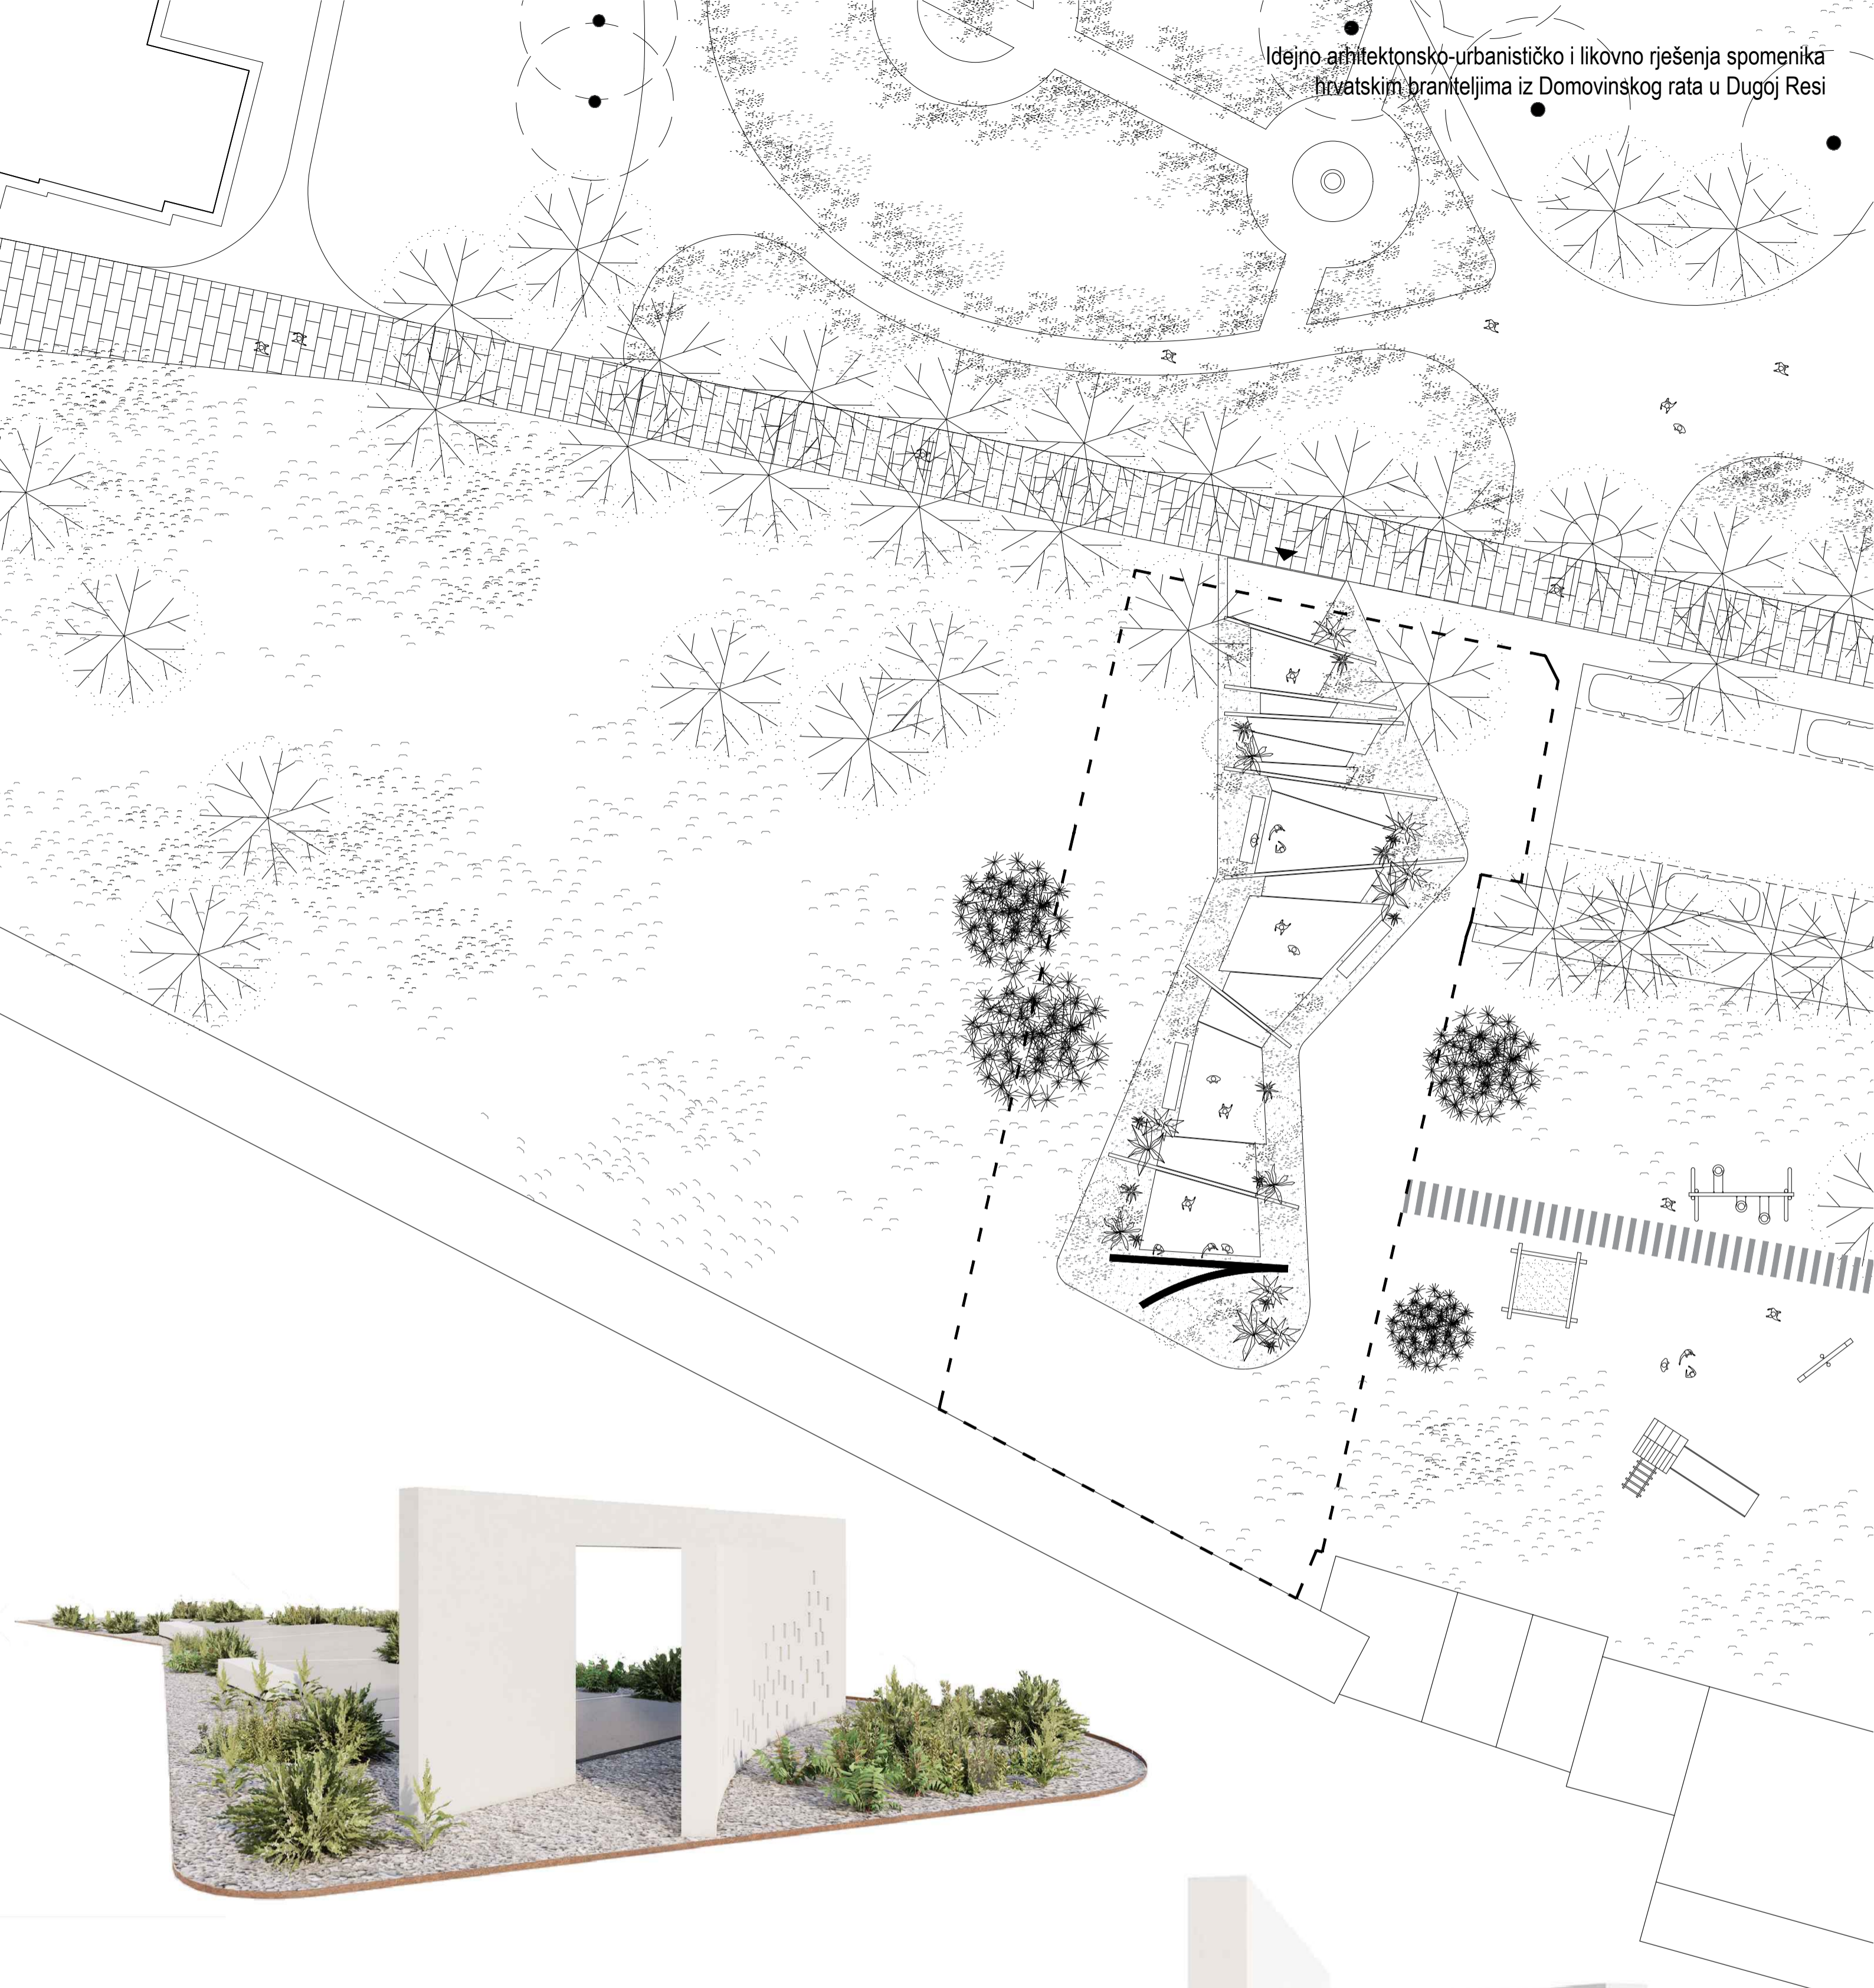 Idejno arhitektonsko-urbanističko i likovno rješenja spomenika
hrvatskim braniteljima iz Domovinskog rata u Dugoj Resi